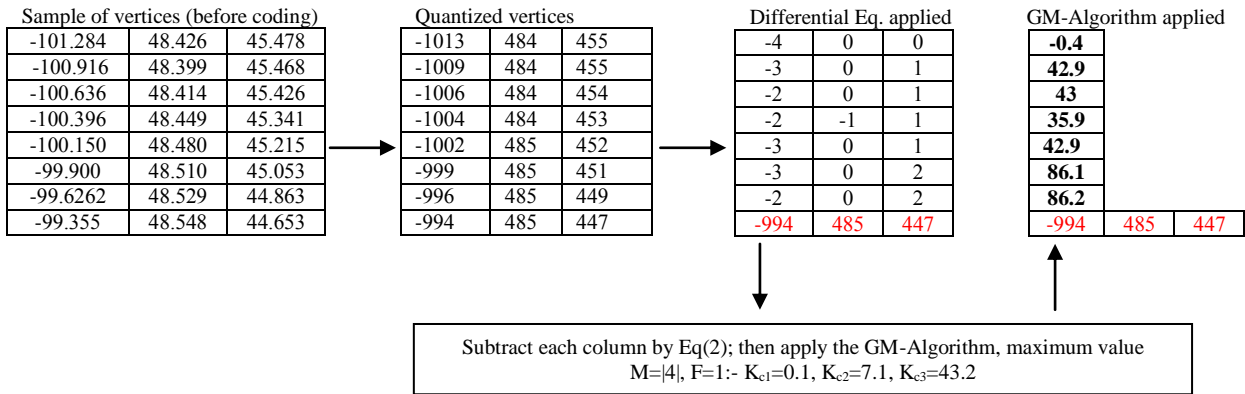 Sample of vertices (before coding) Quantized vertices Differential Eq. applied GM-Algorithm applied
-101.284 48.426 45.478 -1013 484 455 -4 0 0 -0.4
-100.916 48.399 45.468 -1009 484 455 -3 0 1 42.9
-100.636 48.414 45.426 -1006 484 454 -2 0 1 43
-100.396 48.449 45.341 -1004 484 453 -2 -1 1 35.9
-100.150 48.480 45.215 -1002 485 452 -3 0 1 42.9
-99.900 48.510 45.053 -999 485 451 -3 0 2 86.1
-99.6262 48.529 44.863 -996 485 449 -2 0 2 86.2
-99.355 48.548 44.653 -994 485 447 -994 485 447 -994 485 447
Subtract each column by Eq(2); then apply the GM-Algorithm, maximum value
M=|4|, F=1:- Kc1=0.1, Kc2=7.1, Kc3=43.2